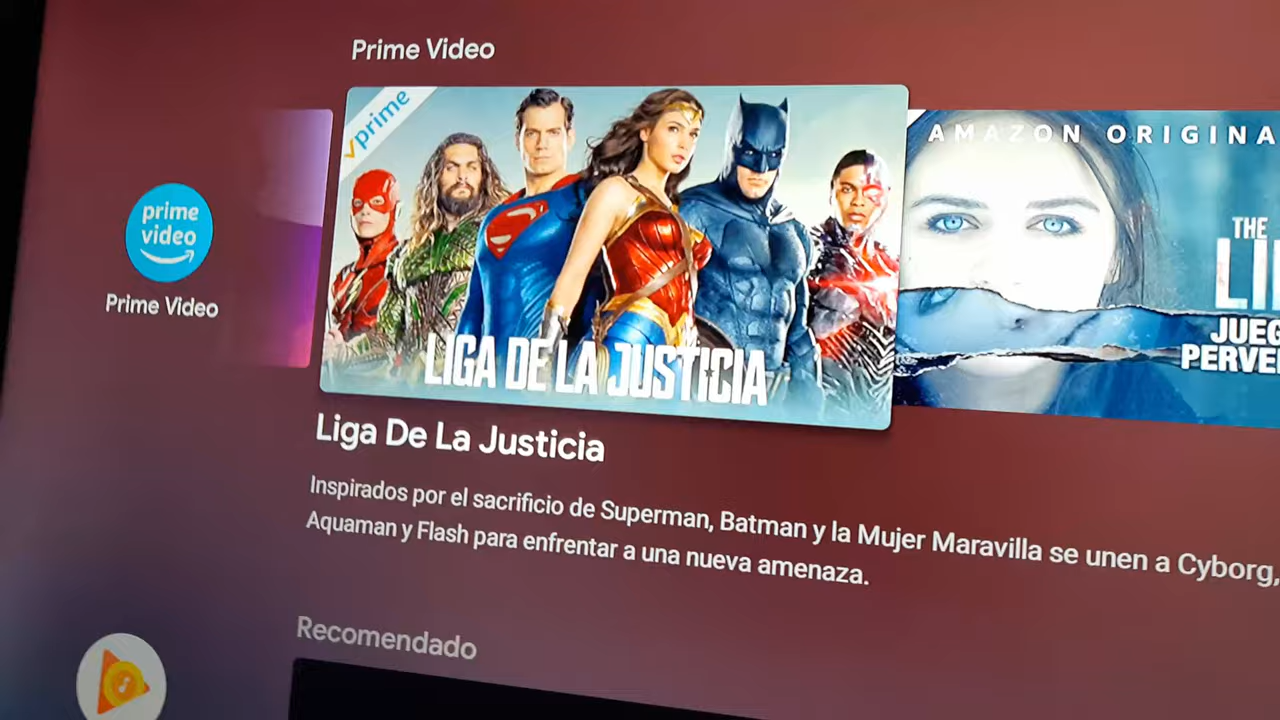 Prime Video
prime
AMAZON ORIGINA
prime
video
Prime Video
THE
LI
JUEG
PERVE
LIGA DE LA JUSTICIA
Liga De La Justicia
Inspirados por el sacrificio de Superman, Batman y la Mujer Maravilla se unen a Cyborg,
Aquaman y Flash para enfrentar a una nueva amenaza.
Recomendado